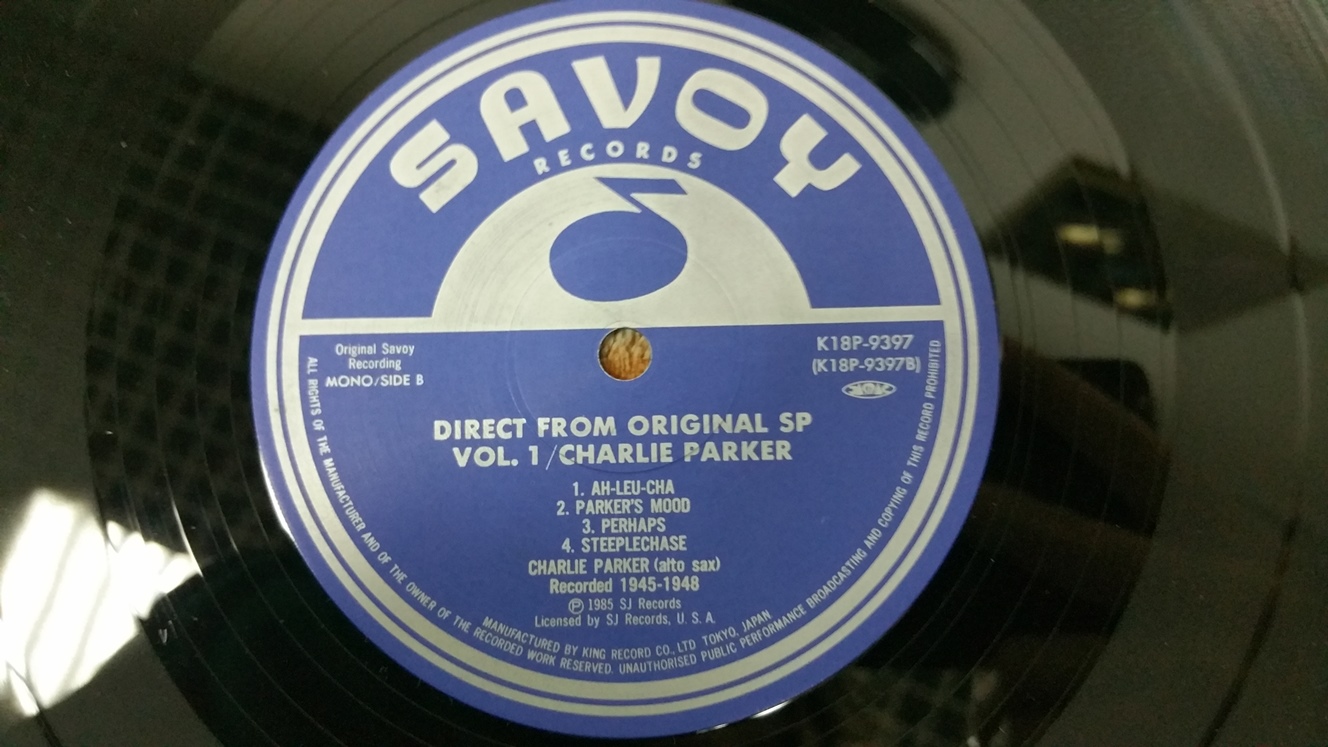 SAVOY
RECORDS
Original Savoy
Recording
MONO/SIDE B
K18P-9397
(K18P-9397B)
DIRECT FROM ORIGINAL SP
VOL. 1/CHARLIE PARKER
1. AH-LEU-CHA
2. PARKER'S MOOD
3. PERHAPS
4. STEEPLECHASE
CHARLIE PARKER (alto sax)
Recorded 1945-1948
Ⓟ 1985 SJ Records
Licensed by SJ Records, U. S. A.
MANUFACTURED BY KING RECORD CO., LTD TOKYO, JAPAN
ALL RIGHTS OF THE MANUFACTURER AND OF THE OWNER OF THE RECORDED WORK RESERVED. UNAUTHORISED PUBLIC PERFORMANCE BROADCASTING AND COPYING OF THIS RECORD PROHIBITED